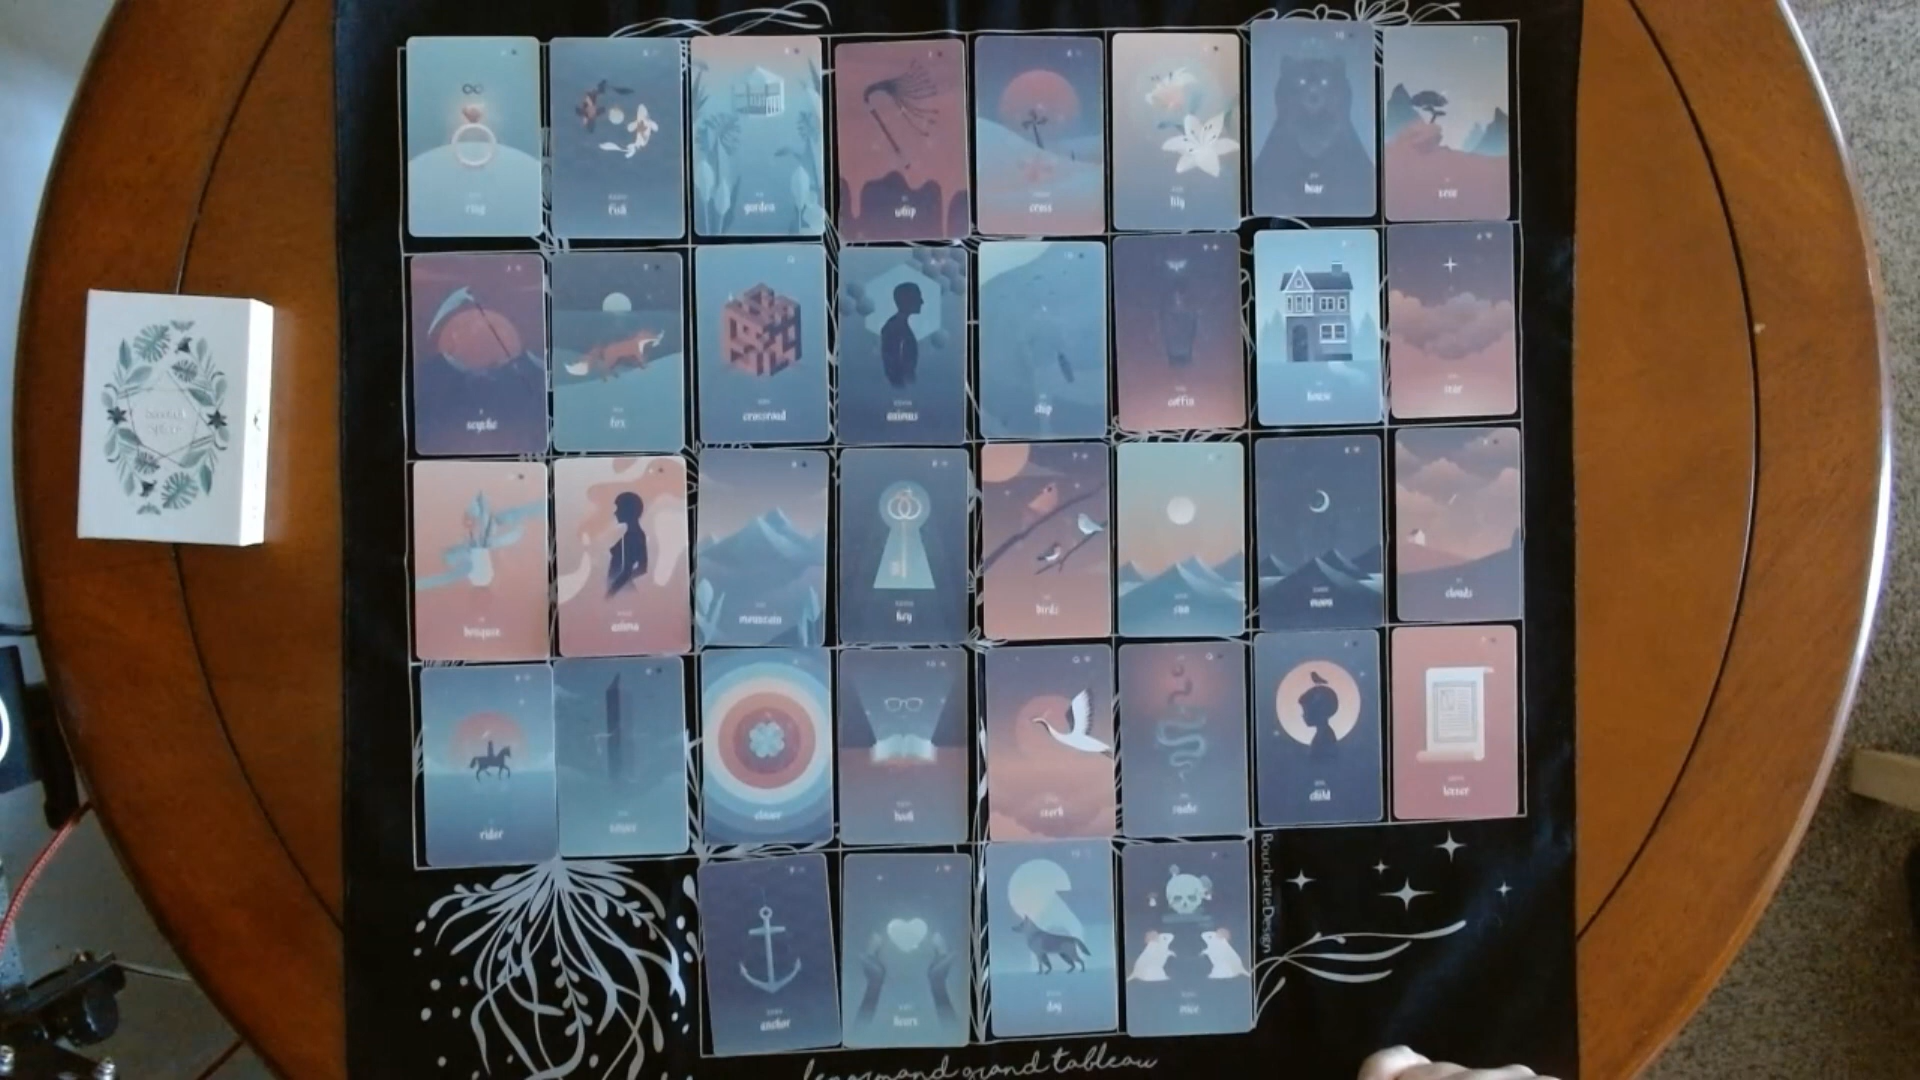 ring
fish
garden
whip
cross
lily
bear
tree
scythe
fox
crossroad
animus
ship
coffin
house
star
bouquet
anima
mountain
key
birds
sun
moon
clouds
rider
tower
clover
book
stork
snake
child
letter
anchor
heart
dog
mice
BouchetteDesign
lenormand grand tableau